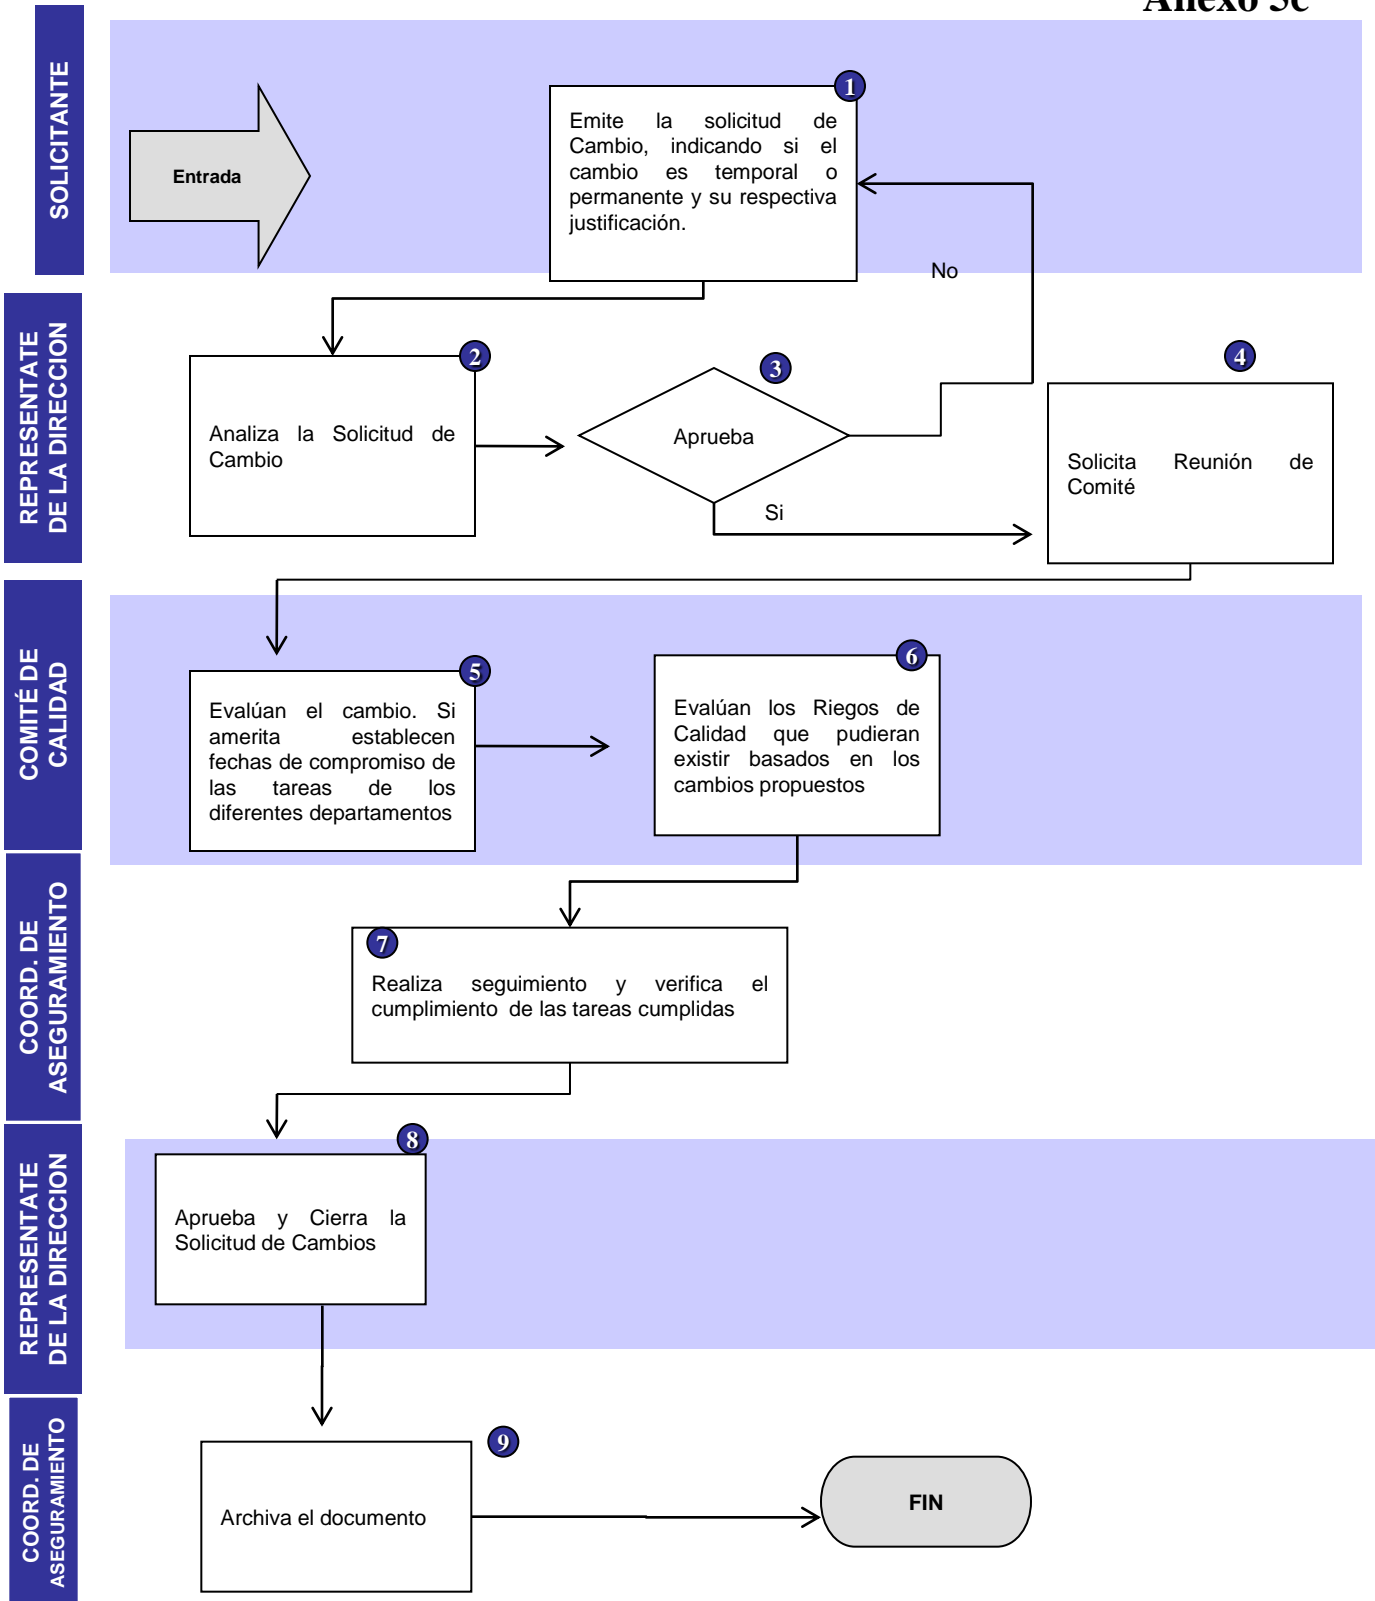 Anexo 5c
SOLICITANTE
Entrada
1
Emite la solicitud de
Cambio, indicando si el
cambio es temporal o
permanente y su respectiva
justificación.
No
REPRESENTATE
DE LA DIRECCION
2
Analiza la Solicitud de
Cambio
3
Aprueba
Si
4
Solicita Reunión de
Comité
COMITÉ DE
CALIDAD
5
Evalúan el cambio. Si
amerita establecen
fechas de compromiso de
las tareas de los
diferentes departamentos
6
Evalúan los Riegos de
Calidad que pudieran
existir basados en los
cambios propuestos
COORD. DE
ASEGURAMIENTO
7
Realiza seguimiento y verifica el
cumplimiento de las tareas cumplidas
REPRESENTATE
DE LA DIRECCION
8
Aprueba y Cierra la
Solicitud de Cambios
COORD. DE
ASEGURAMIENTO
9
Archiva el documento
FIN